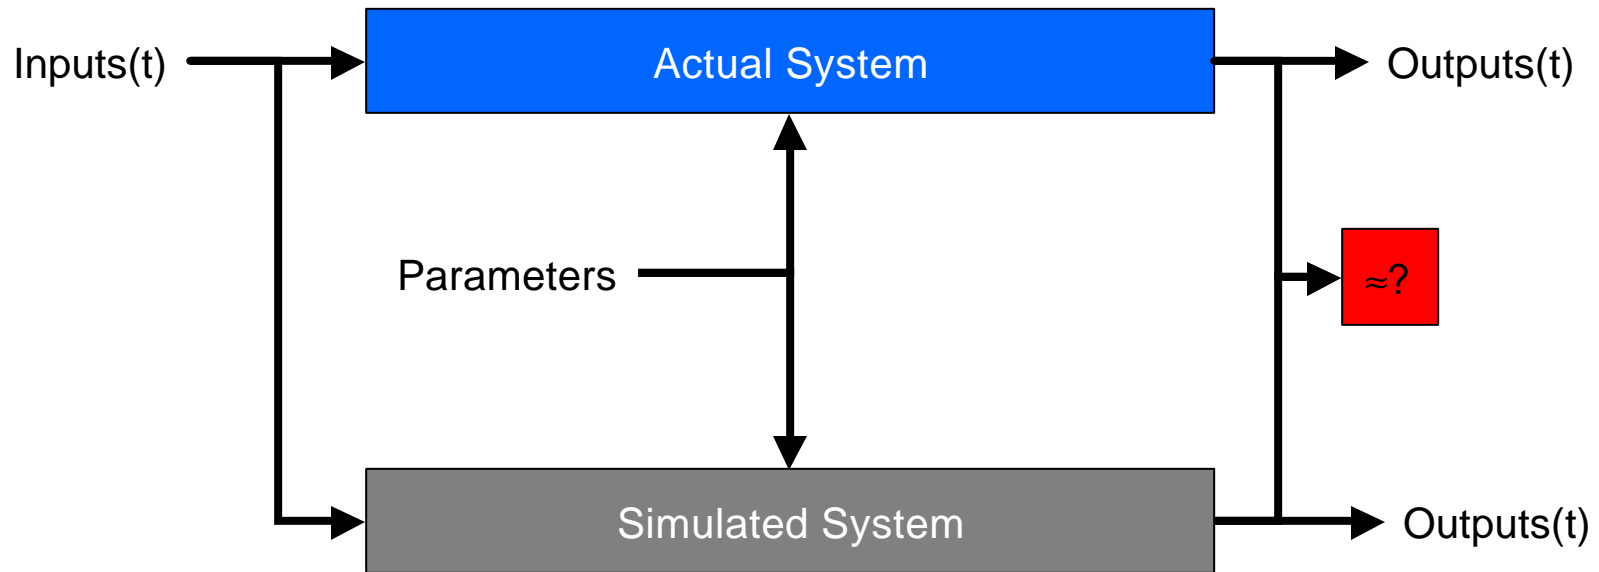 Inputs(t)
Actual System
Outputs(t)
Parameters
≈?
Simulated System
Outputs(t)